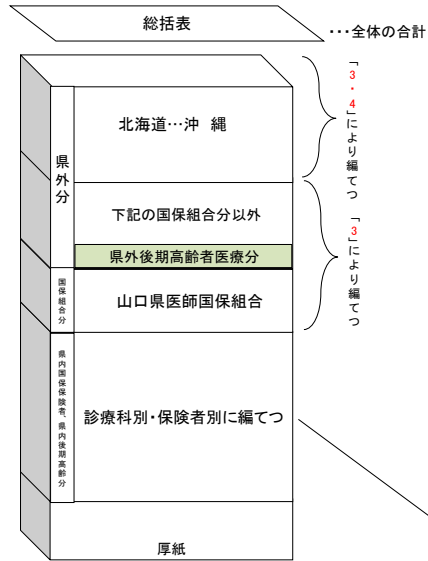 総括表
・・・全体の合計
「3・4」により編てつ
北海道…沖 縄
県外分
下記の国保組合分以外
「3」により編てつ
県外後期高齢者医療分
国保組合分
山口県医師国保組合
県内国保保険者、県内後期高齢分
診療科別・保険者別に編てつ
厚紙